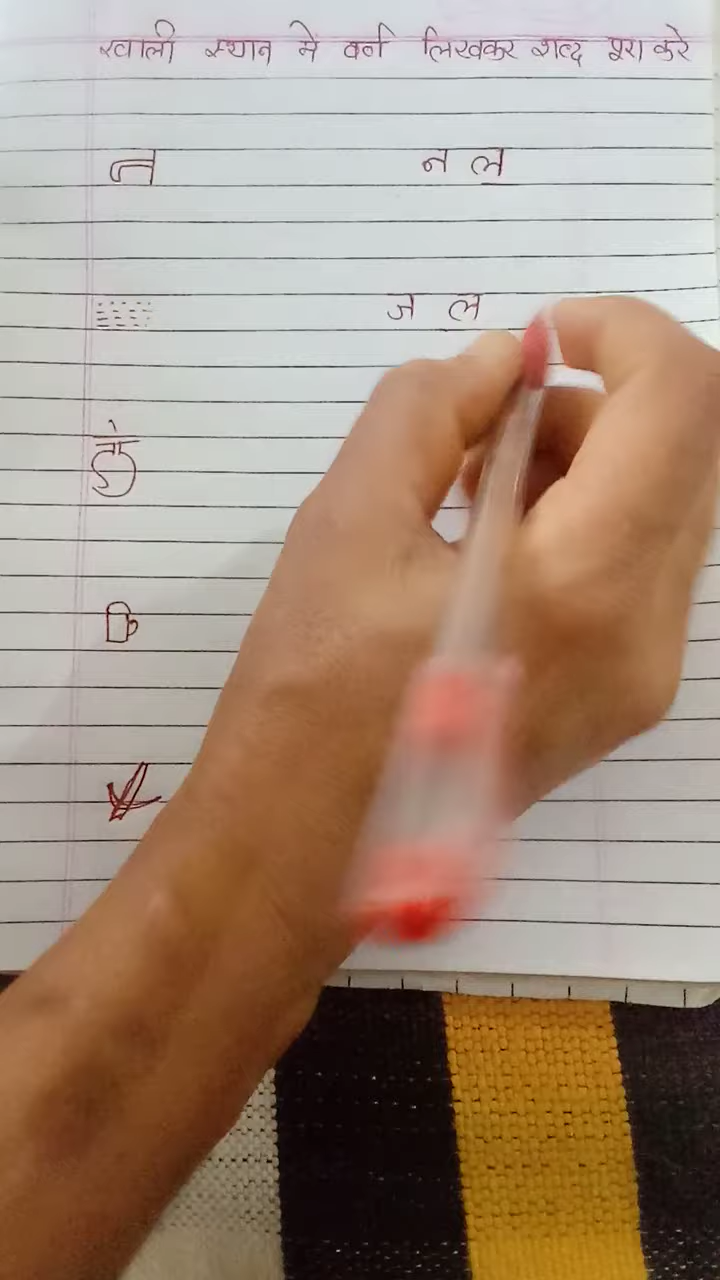 खाली स्थान मे वर्ण लिखकर शब्द पूरा करे
न ल
ज ल